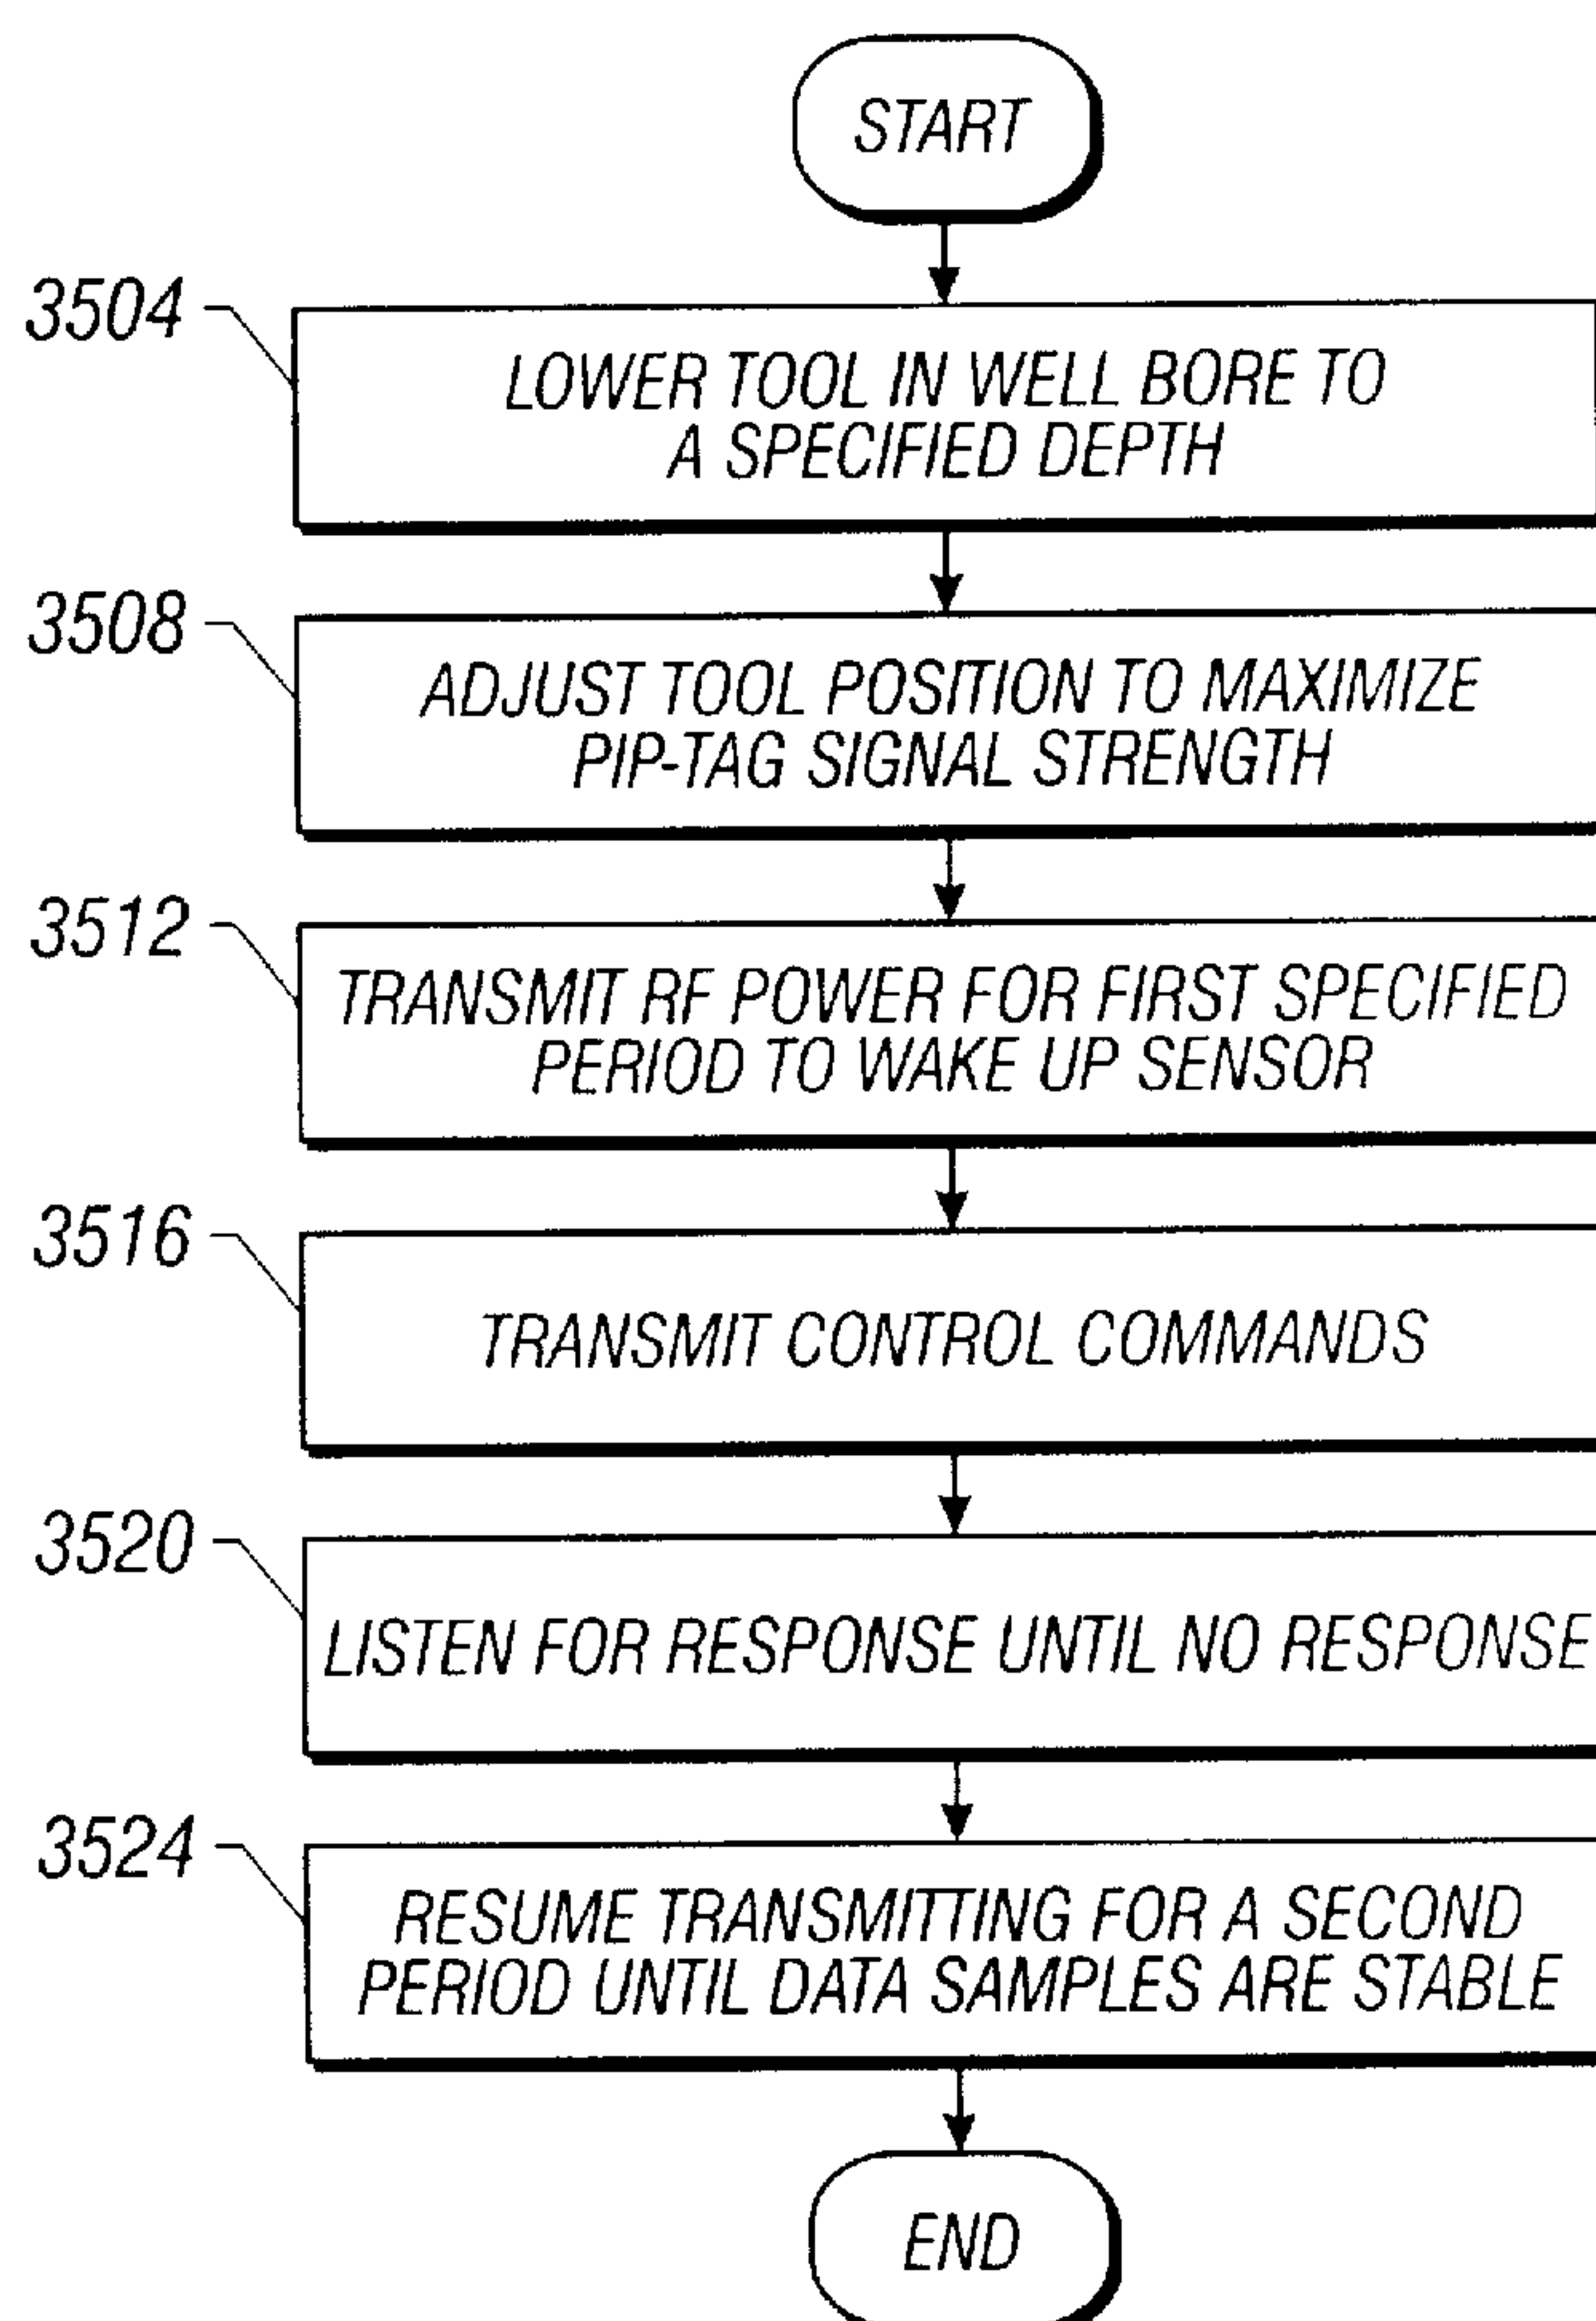 START
3504
LOWER TOOL IN WELL BORE TO
A SPECIFIED DEPTH
3508
ADJUST TOOL POSITION TO MAXIMIZE
PIP-TAG SIGNAL STRENGTH
3512
TRANSMIT RF POWER FOR FIRST SPECIFIED
PERIOD TO WAKE UP SENSOR
3516
TRANSMIT CONTROL COMMANDS
3520
LISTEN FOR RESPONSE UNTIL NO RESPONSE
3524
RESUME TRANSMITTING FOR A SECOND
PERIOD UNTIL DATA SAMPLES ARE STABLE
END